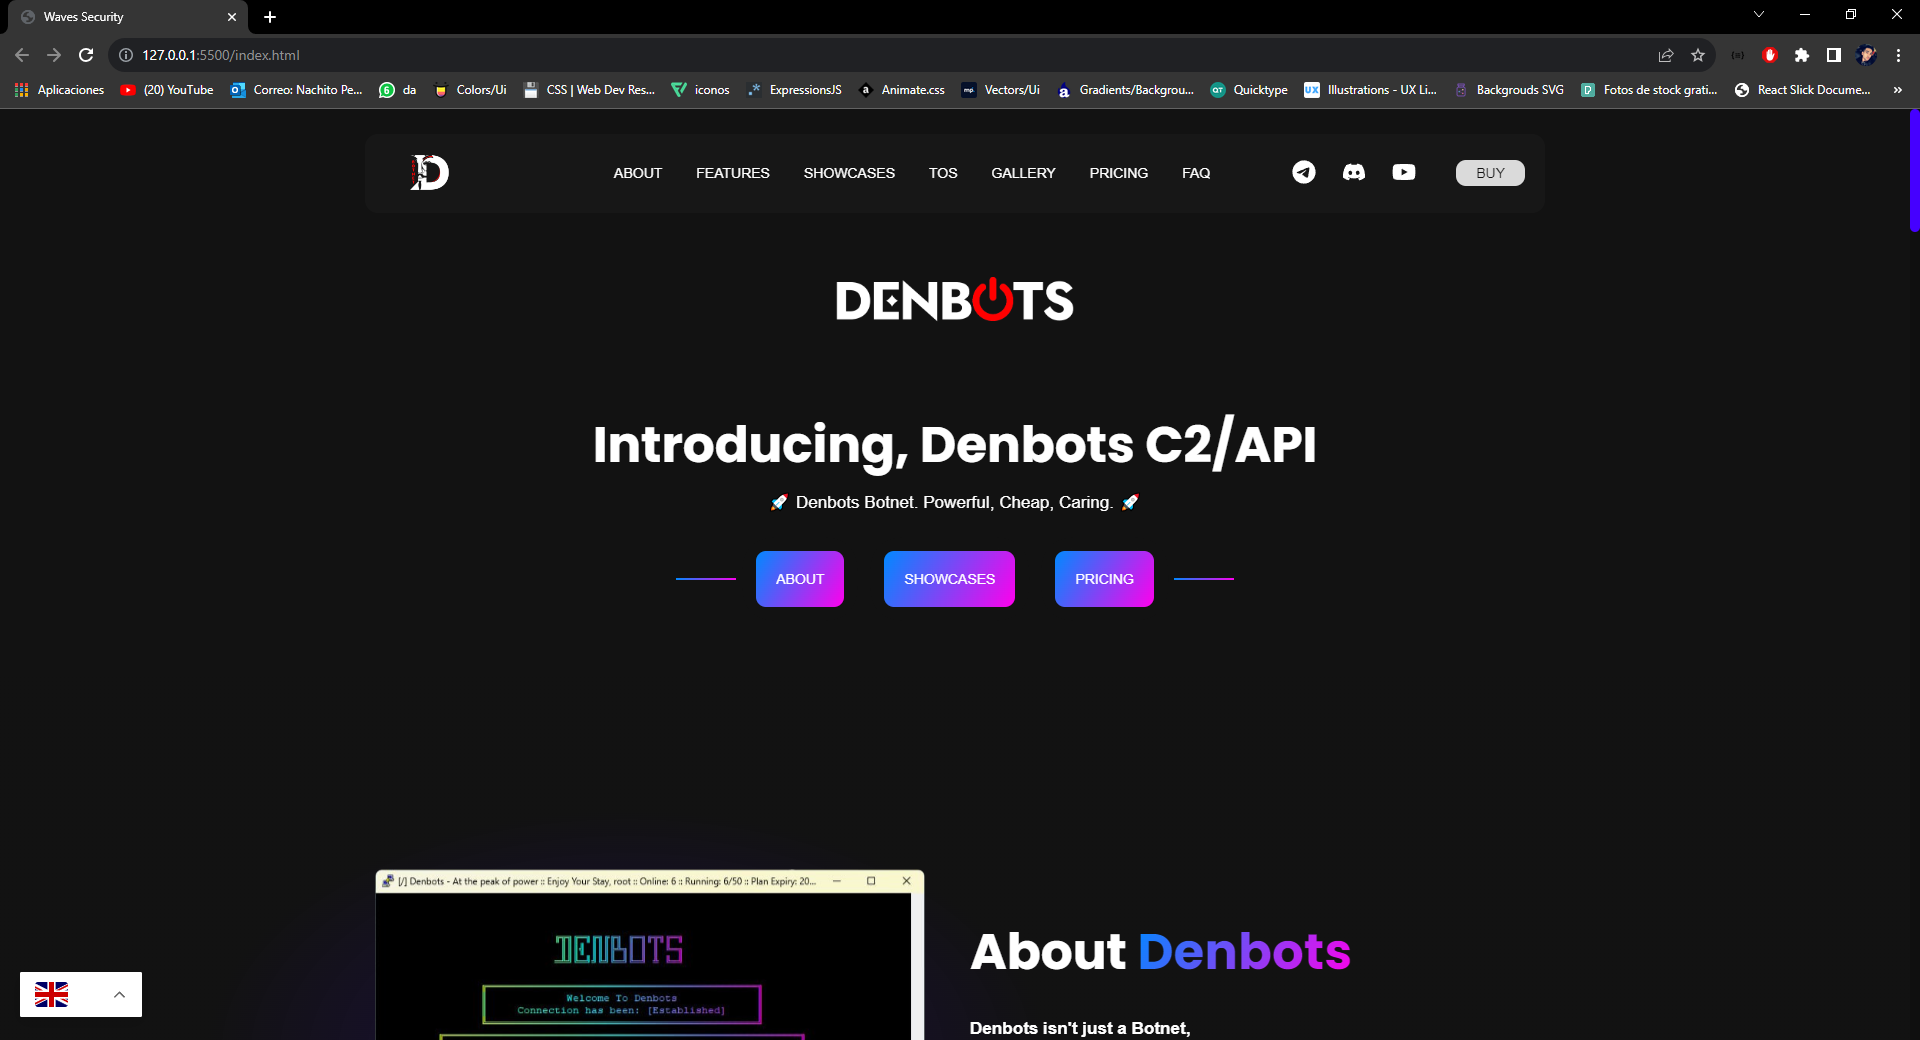 Waves Security
127.0.0.1:5500/index.html
Aplicaciones (20) YouTube Correo: Nachito Pe... da Colors/Ui CSS | Web Dev Res... iconos ExpressionsJS Animate.css Vectors/Ui Gradients/Backgrou... Quicktype Illustrations - UX Li... Backgrouds SVG Fotos de stock grati... React Slick Docume... »
ABOUT FEATURES SHOWCASES TOS GALLERY PRICING FAQ BUY
DENBOTS
Introducing, Denbots C2/API
🚀 Denbots Botnet. Powerful, Cheap, Caring. 🚀
ABOUT SHOWCASES PRICING
[/] Denbots - At the peak of power :: Enjoy Your Stay, root :: Online: 6 :: Running: 6/50 :: Plan Expiry: 20...
DENBOTS
Welcome To Denbots
Connection has been: [Established]
About Denbots
Denbots isn't just a Botnet,